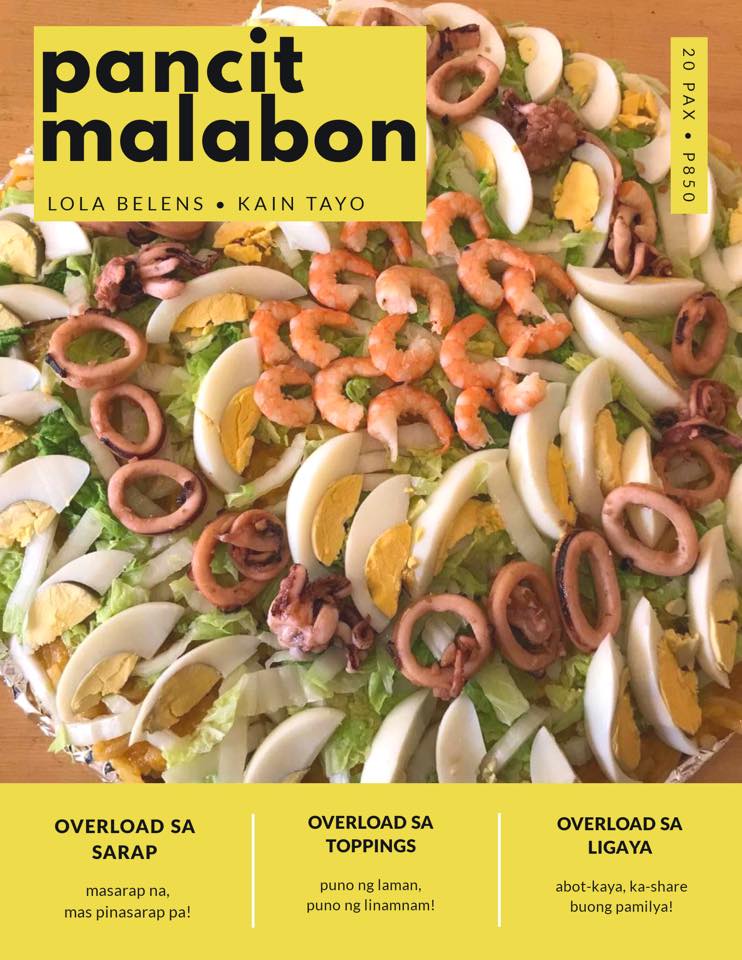 pancit
malabon
LOLA BELENS • KAIN TAYO
20 PAX • P850
OVERLOAD SA
SARAP
masarap na,
mas pinasarap pa!
OVERLOAD SA
TOPPINGS
puno ng laman,
puno ng linamnam!
OVERLOAD SA
LIGAYA
abot-kaya, ka-share
buong pamilya!